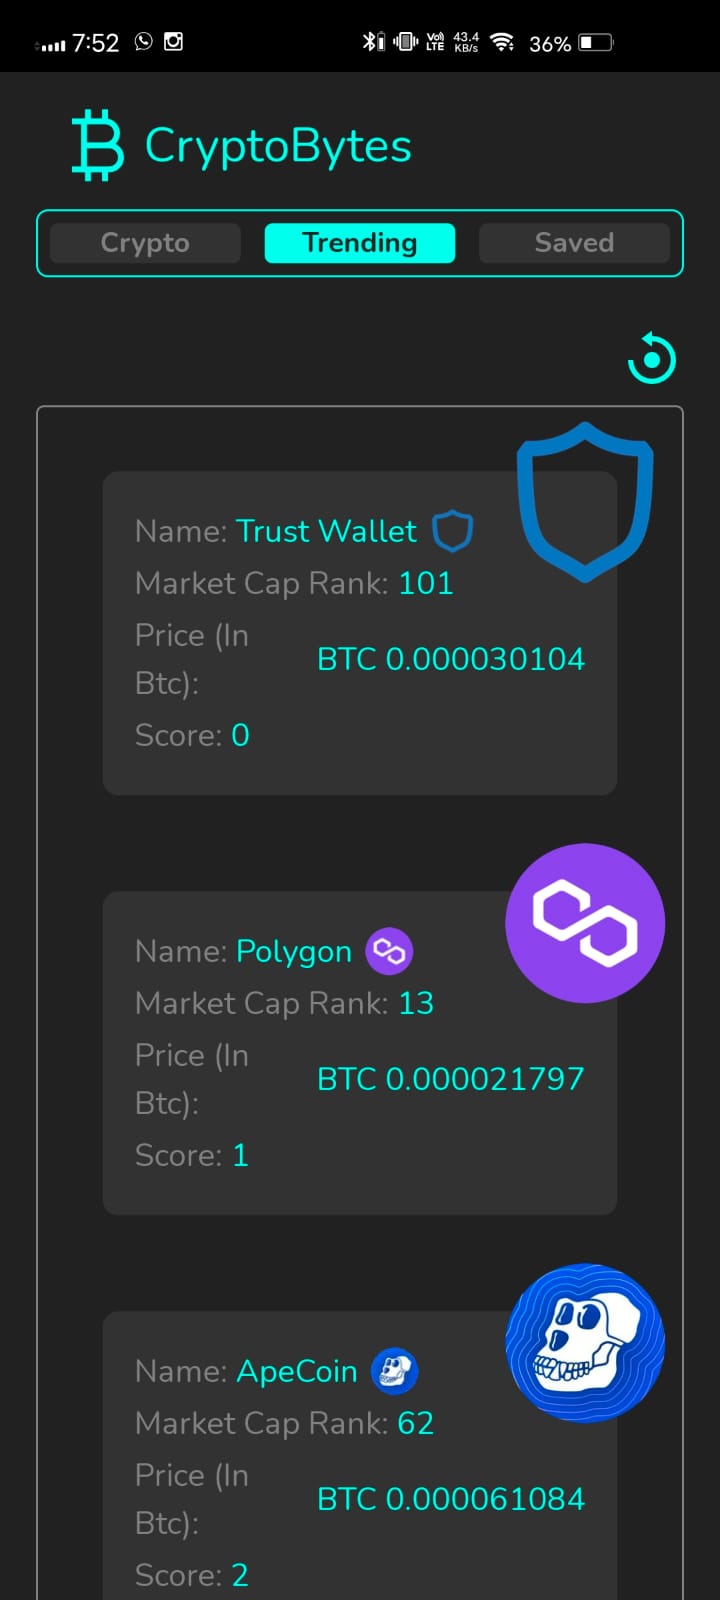 7:52 Vo)) LTE 43.4 KB/s 36%
CryptoBytes
Crypto Trending Saved
Name: Trust Wallet
Market Cap Rank: 101
Price (In
Btc):
BTC 0.000030104
Score: 0
Name: Polygon
Market Cap Rank: 13
Price (In
Btc):
BTC 0.000021797
Score: 1
Name: ApeCoin
Market Cap Rank: 62
Price (In
Btc):
BTC 0.000061084
Score: 2